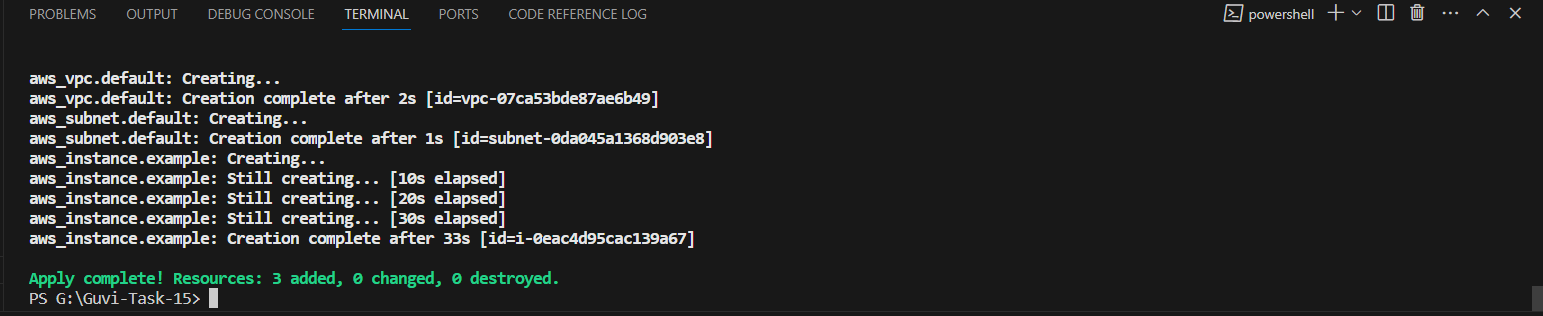 PROBLEMS OUTPUT DEBUG CONSOLE TERMINAL PORTS CODE REFERENCE LOG powershell
aws_vpc.default: Creating...
aws_vpc.default: Creation complete after 2s [id=vpc-07ca53bde87ae6b49]
aws_subnet.default: Creating...
aws_subnet.default: Creation complete after 1s [id=subnet-0da045a1368d903e8]
aws_instance.example: Creating...
aws_instance.example: Still creating... [10s elapsed]
aws_instance.example: Still creating... [20s elapsed]
aws_instance.example: Still creating... [30s elapsed]
aws_instance.example: Creation complete after 33s [id=i-0eac4d95cac139a67]
Apply complete! Resources: 3 added, 0 changed, 0 destroyed.
PS G:\Guvi-Task-15>